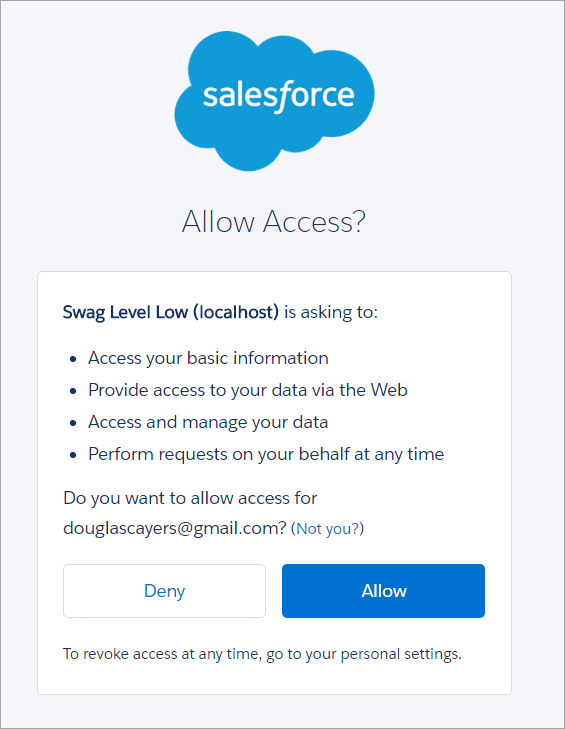 salesforce
Allow Access?
Swag Level Low (localhost) is asking to:
• Access your basic information
• Provide access to your data via the Web
• Access and manage your data
• Perform requests on your behalf at any time
Do you want to allow access for
douglascayers@gmail.com? (Not you?)
Deny
Allow
To revoke access at any time, go to your personal settings.